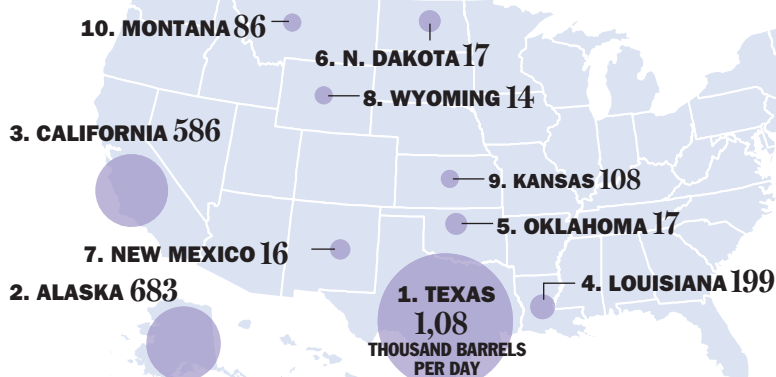 10. MONTANA 86
6. N. DAKOTA 17
8. WYOMING 14
3. CALIFORNIA 586
9. KANSAS 108
5. OKLAHOMA 17
7. NEW MEXICO 16
4. LOUISIANA 199
2. ALASKA 683
1. TEXAS
1,08
THOUSAND BARRELS
PER DAY